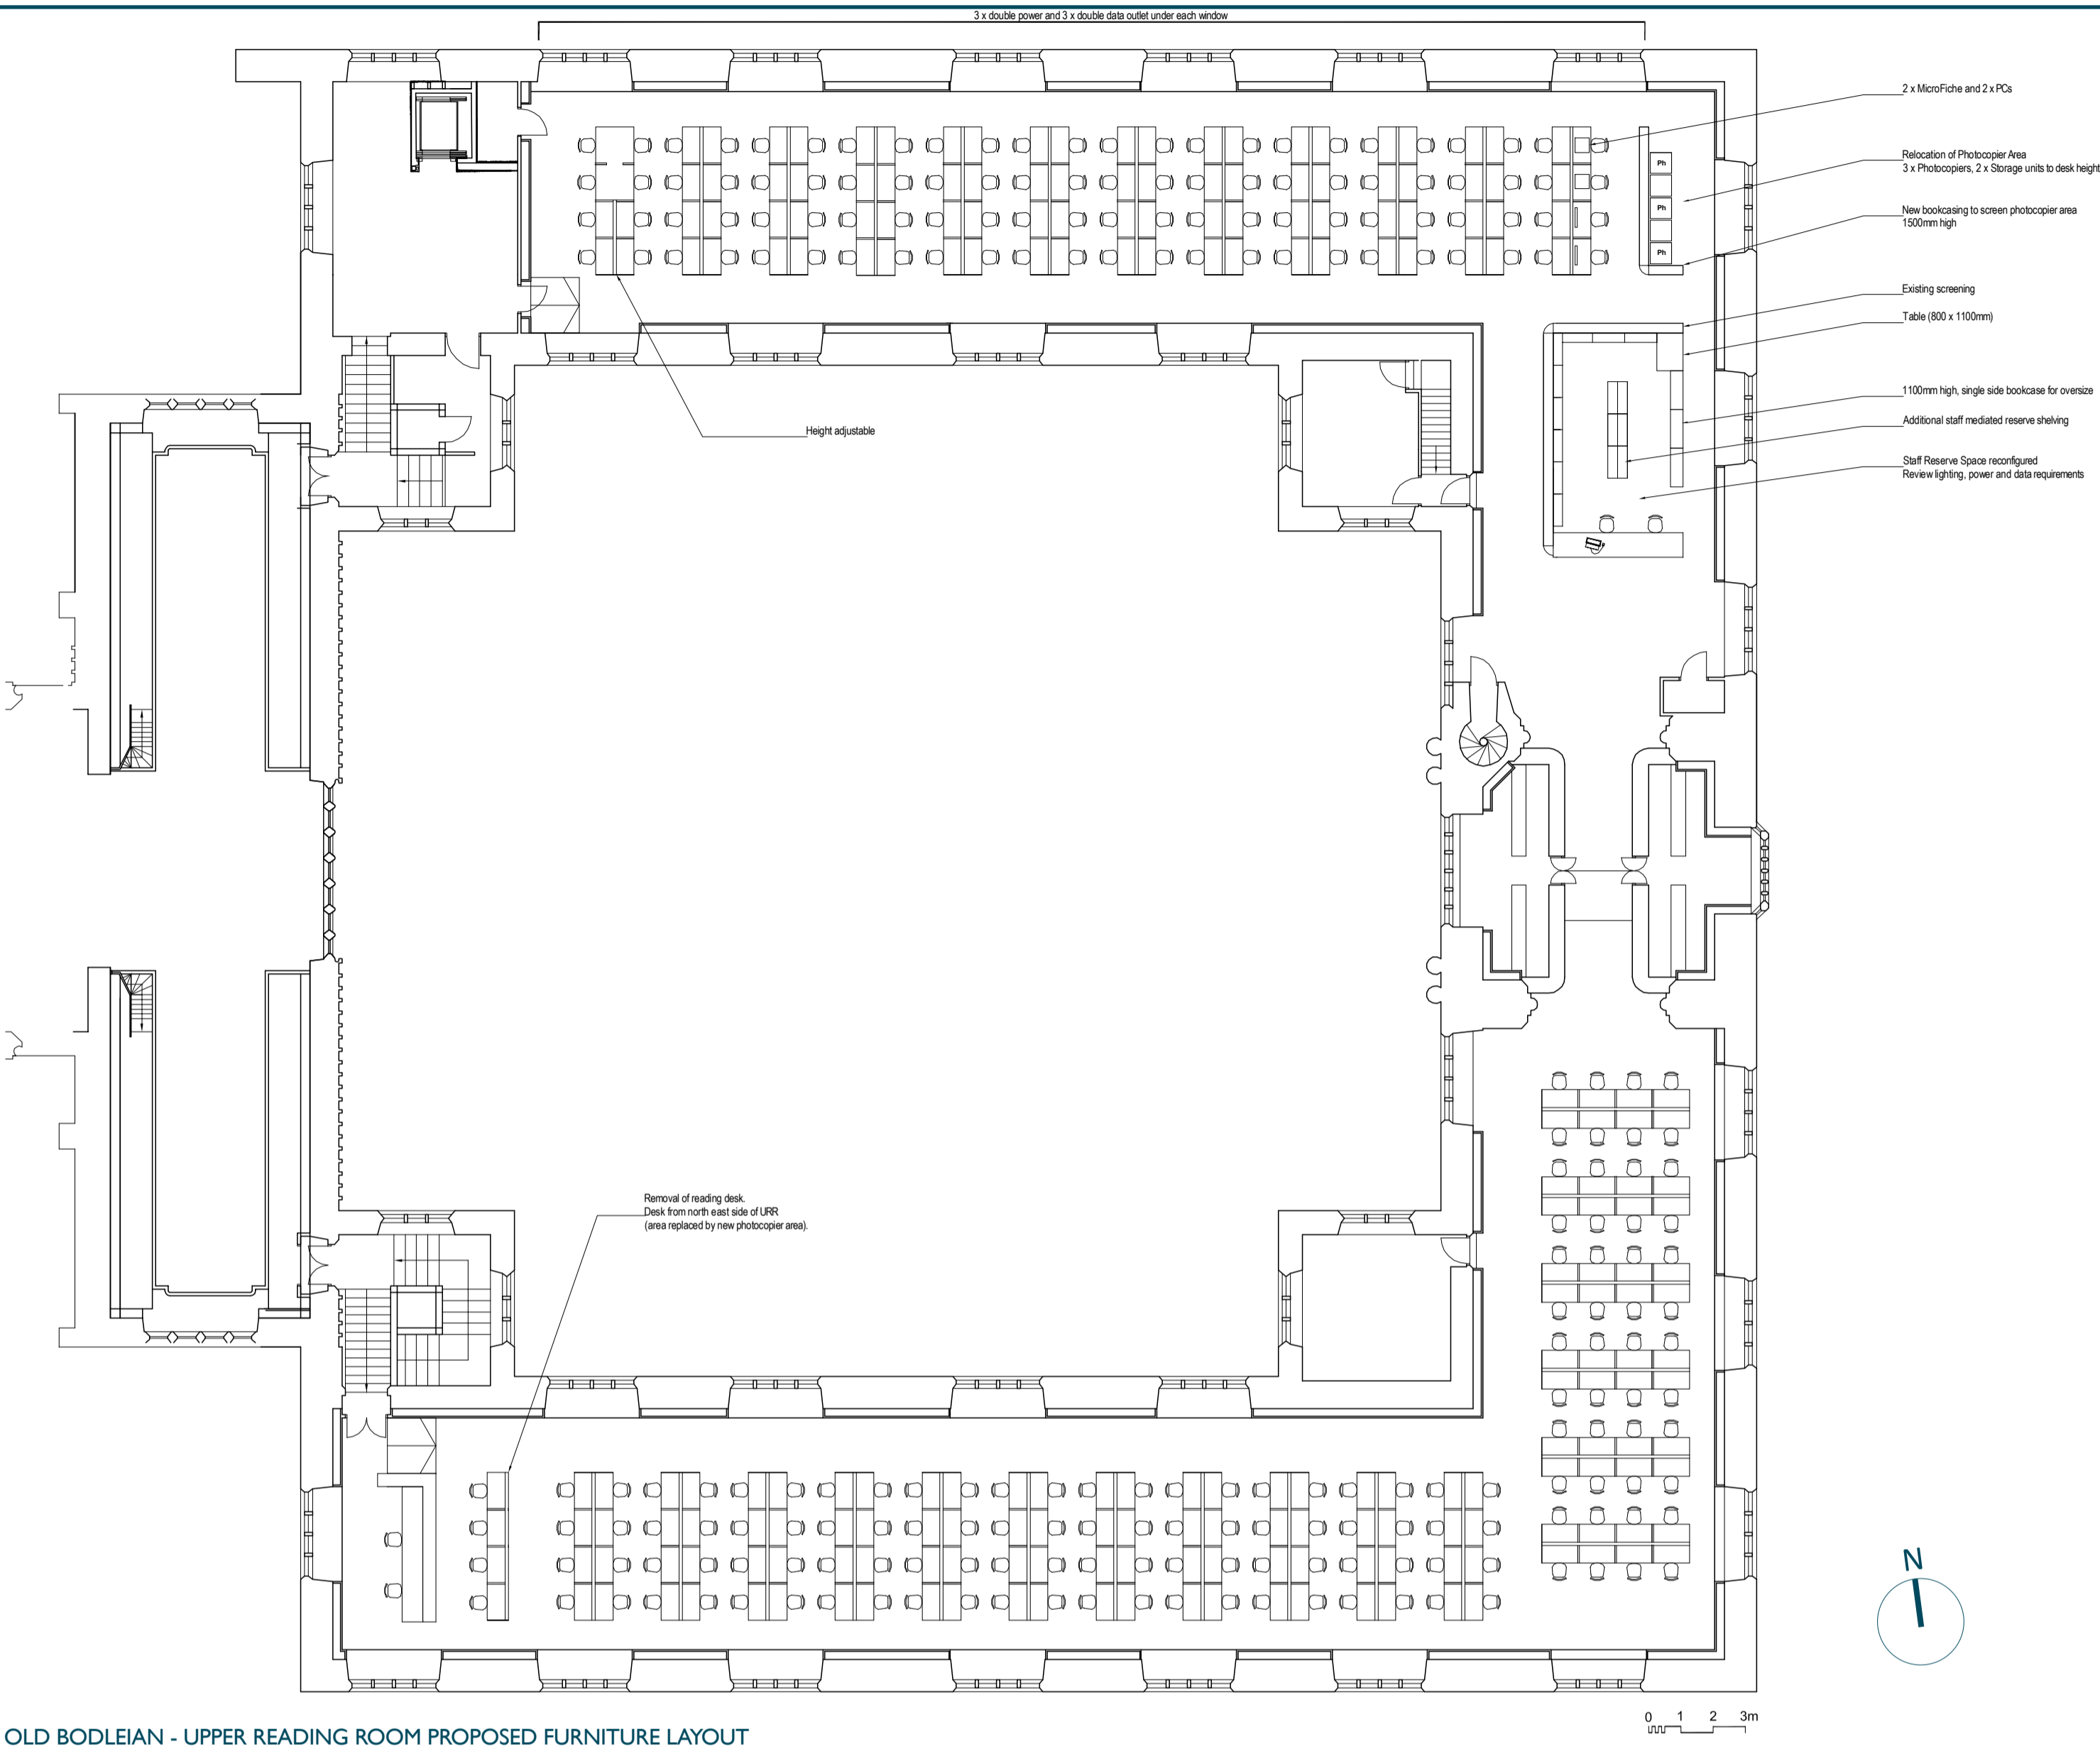 3 x double power and 3 x double data outlet under each window
2 x MicroFiche and 2 x PCs
Relocation of Photocopier Area
3 x Photocopiers, 2 x Storage units to desk height
New bookcasing to screen photocopier area
1500mm high
Existing screening
Table (800 x 1100mm)
1100mm high, single side bookcase for oversize
Additional staff mediated reserve shelving
Staff Reserve Space reconfigured
Review lighting, power and data requirements
Ph
Ph
Ph
Height adjustable
Removal of reading desk.
Desk from north east side of URR
(area replaced by new photocopier area).
N
0 1 2 3m
OLD BODLEIAN - UPPER READING ROOM PROPOSED FURNITURE LAYOUT